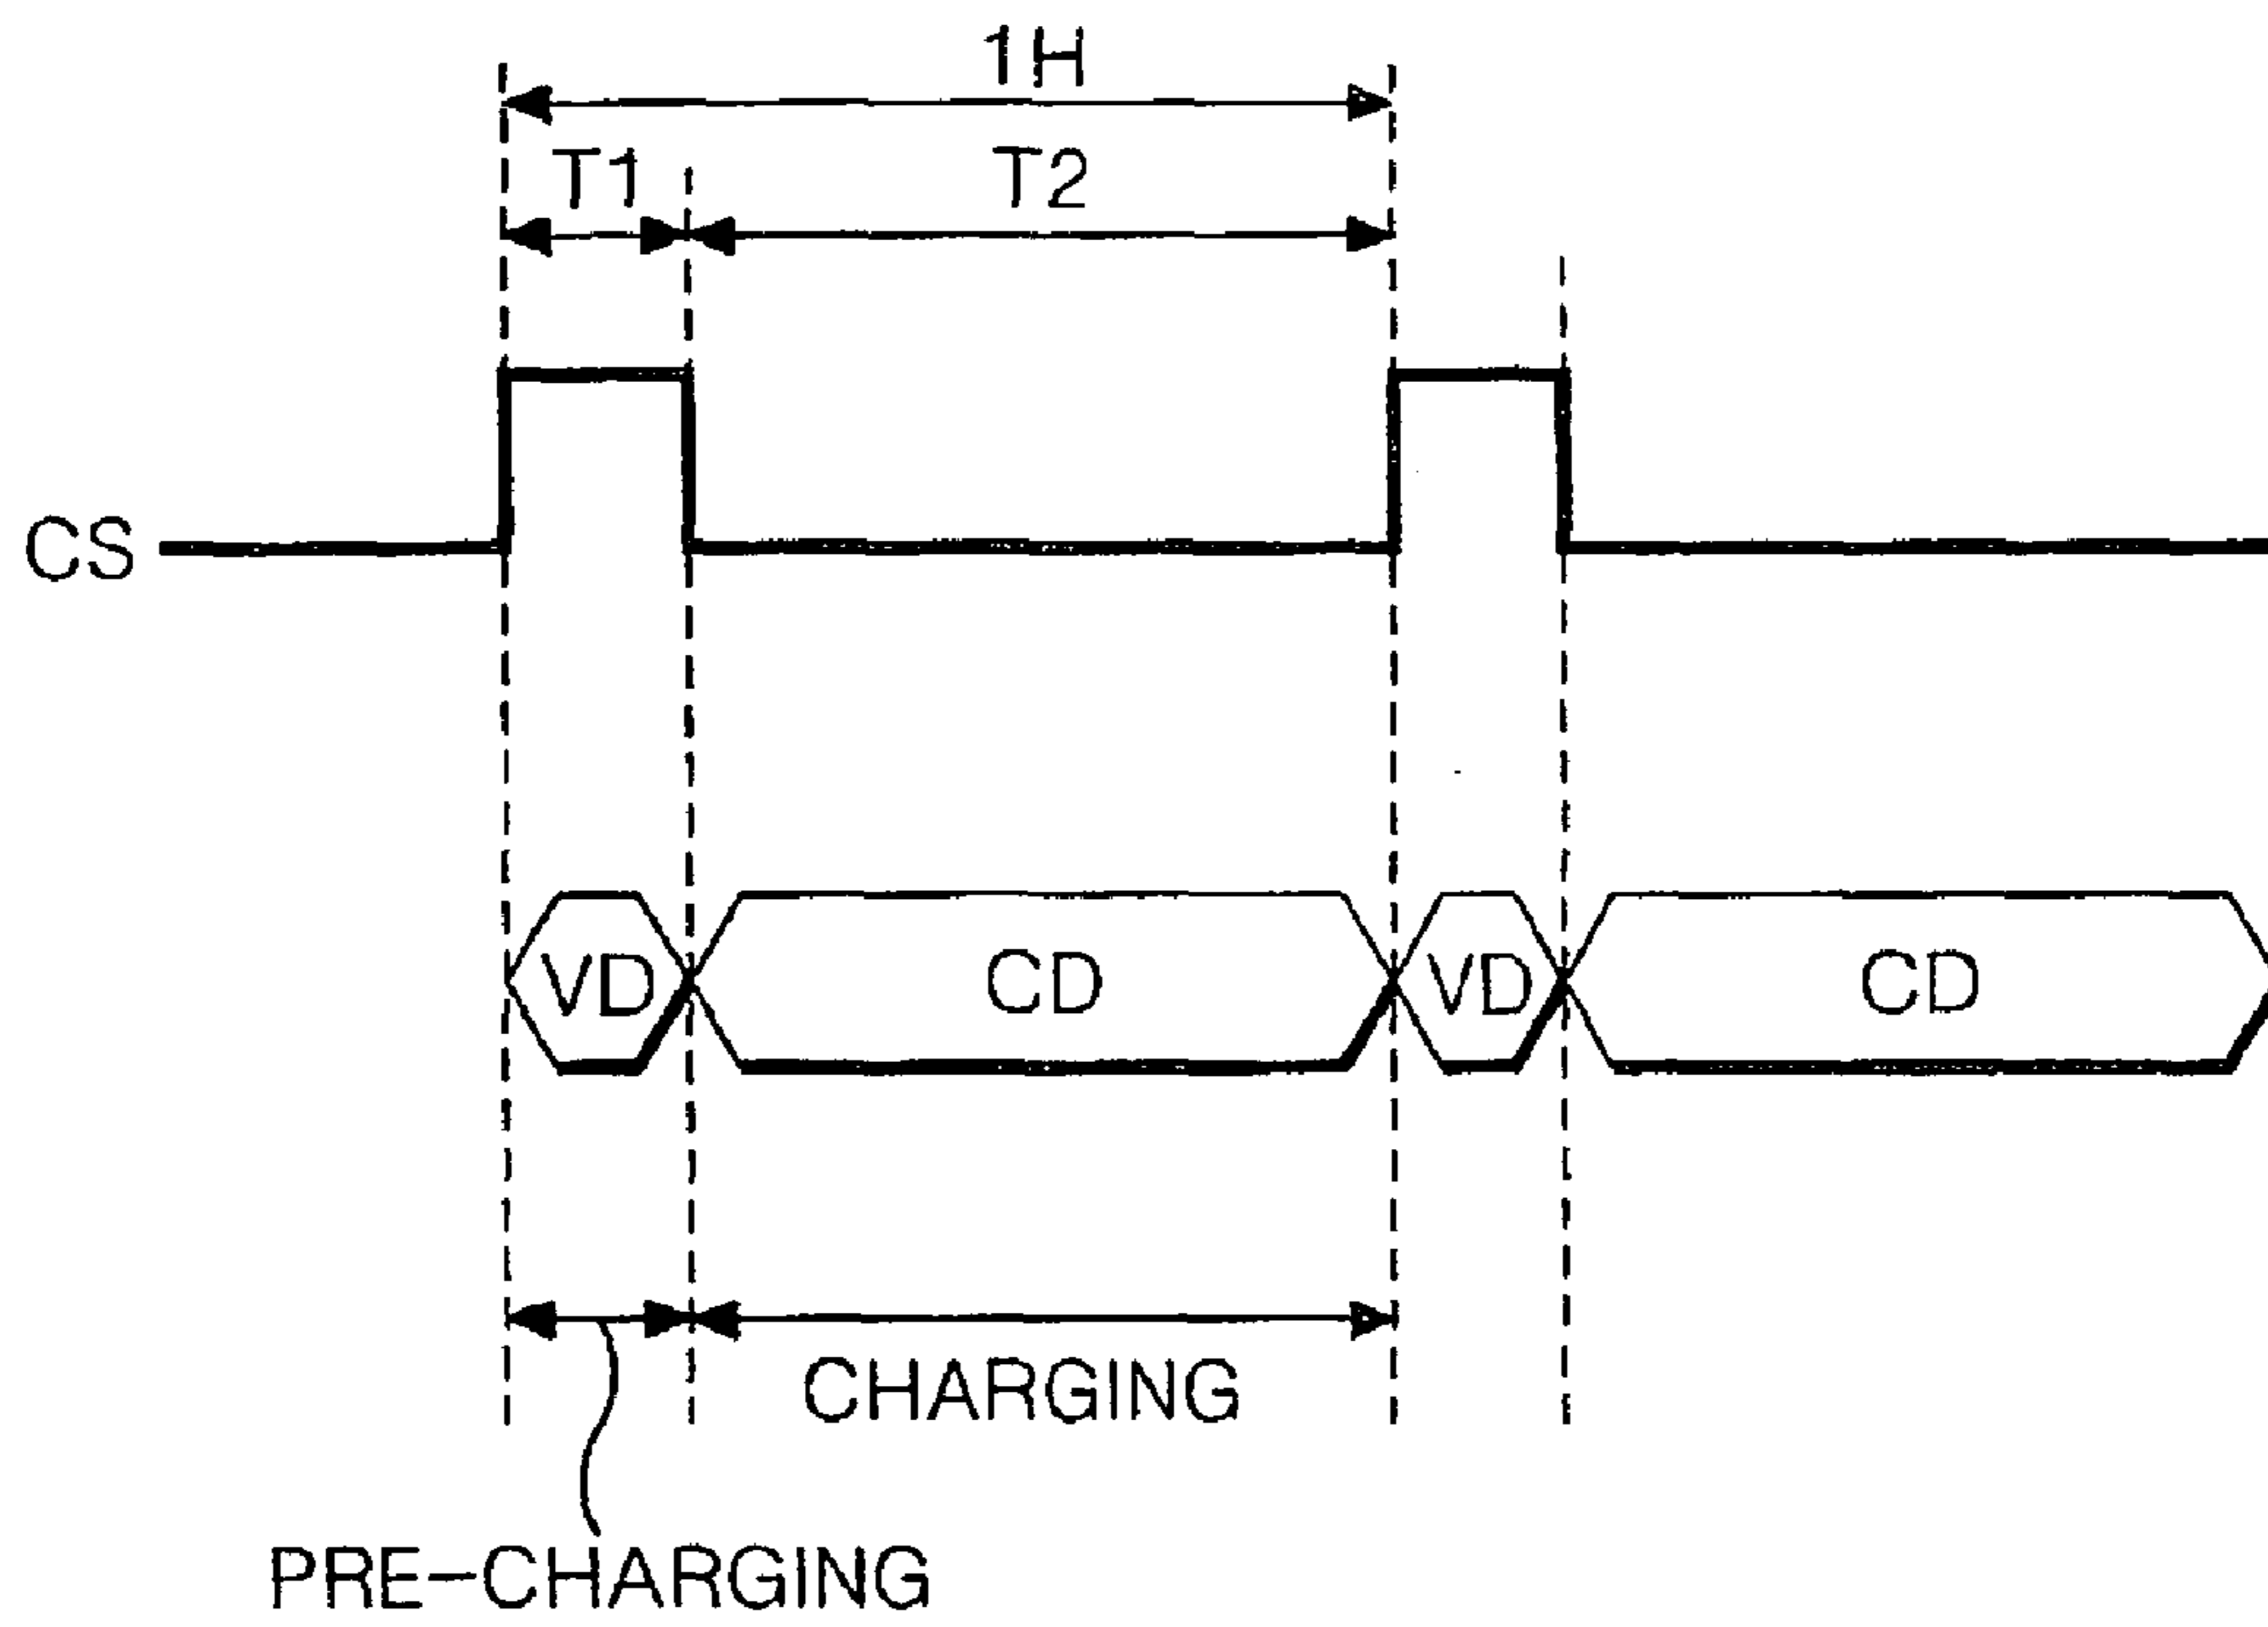 1H
T1
T2
CS
VD
CD
VD
CD
CHARGING
PRE-CHARGING